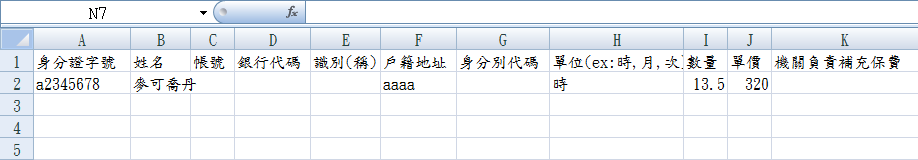 N7 fx
A B C D E F G H I J K
1 身分證字號 姓名 帳號 銀行代碼 識別(稱) 戶籍地址 身分別代碼 單位(ex:時,月,次) 數量 單價 機關負責補充保費
2 a2345678 麥可喬丹 aaaa 時 13.5 320
3
4
5